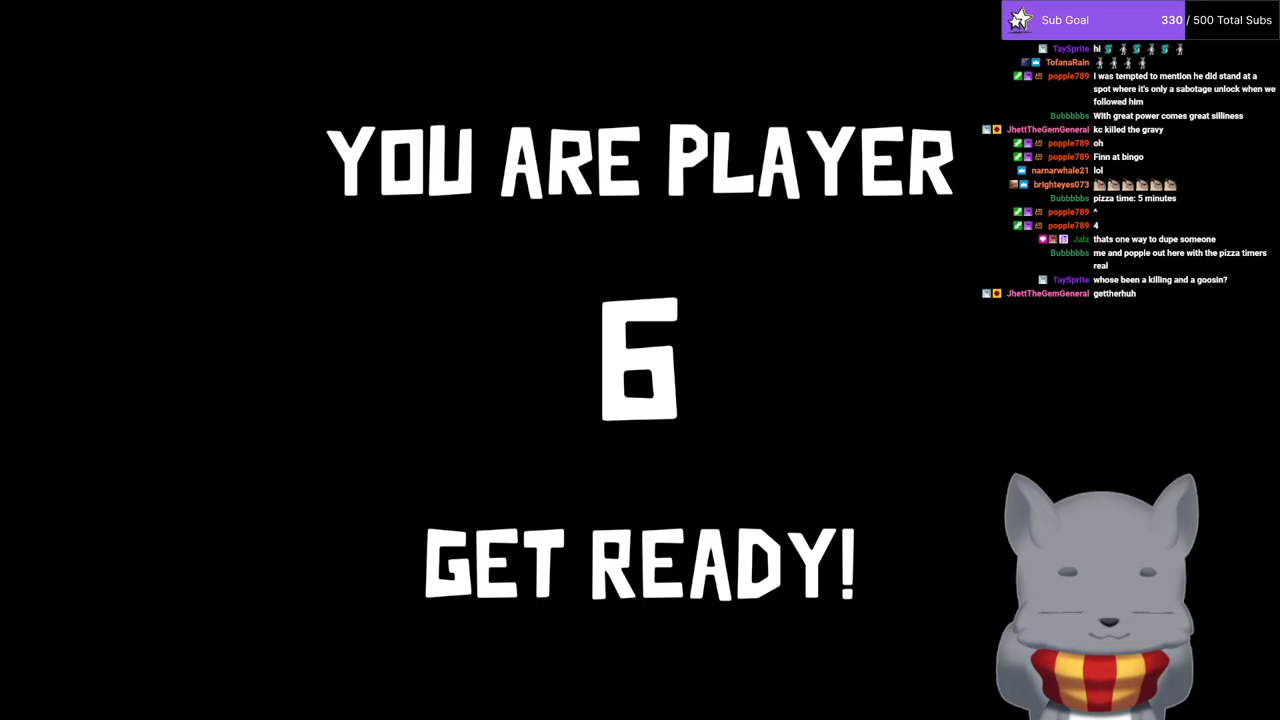 Sub Goal 330 / 500 Total Subs
TaySprite hi
TofanaRain
popple789 I was tempted to mention he did stand at a
spot where it's only a sabotage unlock when we
followed him
Bubbbbbs With great power comes great silliness
JhettTheGemGeneral kc killed the gravy
popple789 oh
popple789 Finn at bingo
narnarwhale21 lol
brighteyes073
Bubbbbbs pizza time: 5 minutes
popple789 ^
popple789 4
Jalz thats one way to dupe someone
Bubbbbbs me and popple out here with the pizza timers
real
TaySprite whose been a killing and a goosin?
JhettTheGemGeneral gettherhuh
YOU ARE PLAYER
6
GET READY!